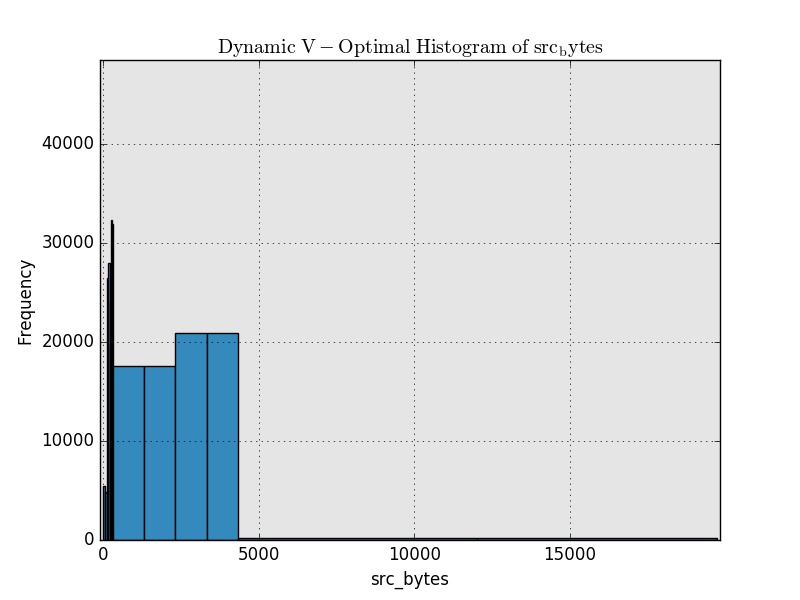 Dynamic V − Optimal Histogram of src_bytes
40000
30000
20000
10000
0
Frequency
0 5000 10000 15000
src_bytes